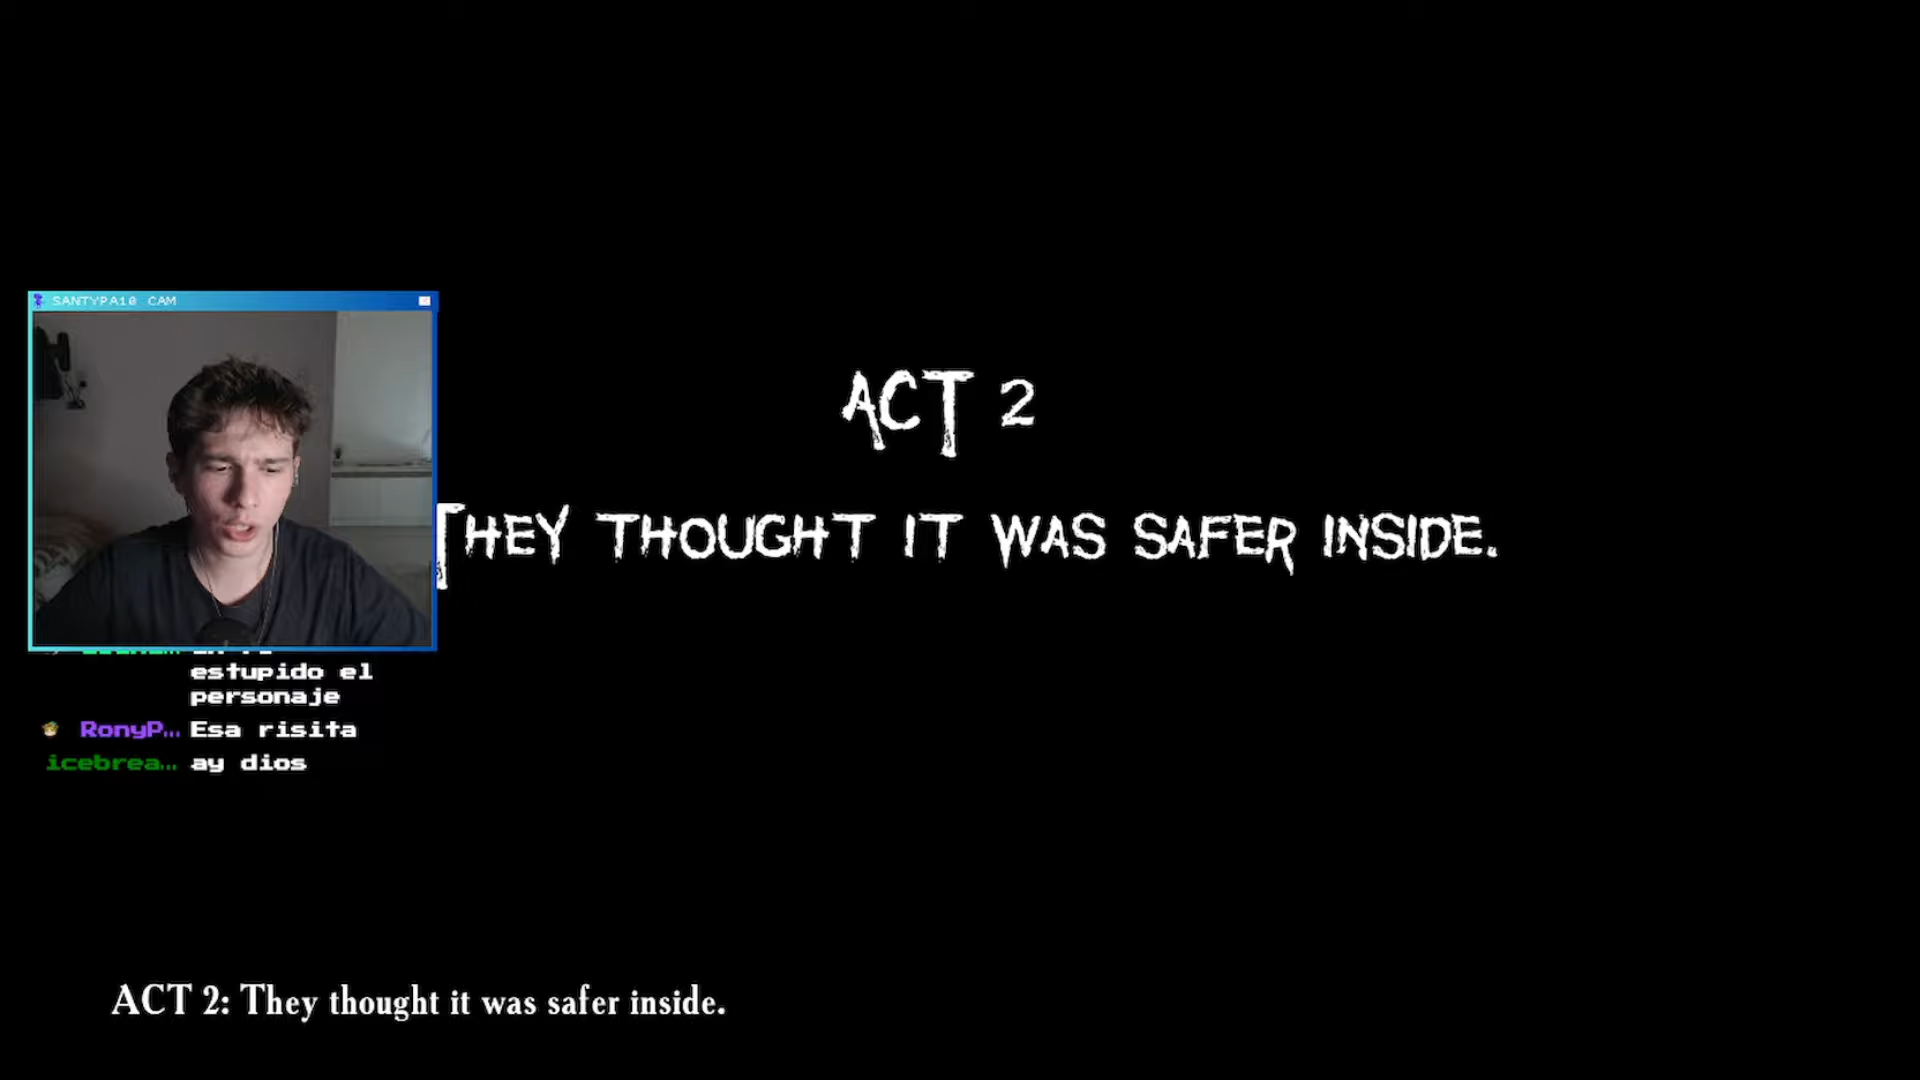 SANTYPA10 CAM
ACT 2
THEY THOUGHT IT WAS SAFER INSIDE.
estupido el
personaje
RonyP... Esa risita
icebrea... ay dios
ACT 2: They thought it was safer inside.